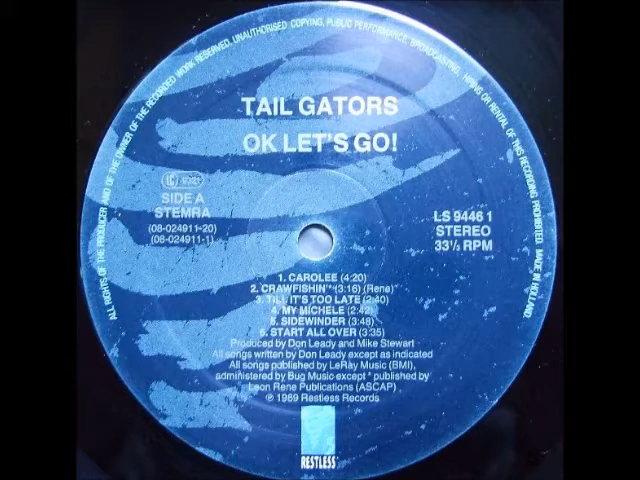 ALL RIGHTS OF THE PRODUCER AND OF THE OWNER OF THE RECORDED WORK RESERVED. UNAUTHORISED COPYING, PUBLIC PERFORMANCE, BROADCASTING, HIRING OR RENTAL OF THIS RECORDING PROHIBITED. MADE IN HOLLAND
TAIL GATORS
OK LET'S GO!
LC
SIDE A
STEMRA
(08-024911-20)
(08-024911-1)
LS 9446 1
STEREO
33⅓ RPM
1. CAROLEE (4:20)
2. CRAWFISHIN'* (3:16) (Rene)
3. TILL IT'S TOO LATE (2:40)
4. MY MICHELE (2:42)
5. SIDEWINDER (3:48)
6. START ALL OVER (3:35)
Produced by Don Leady and Mike Stewart
All songs written by Don Leady except as indicated
All songs published by LeRay Music (BMI),
administered by Bug Music except * published by
Leon Rene Publications (ASCAP)
℗ 1989 Restless Records
RESTLESS